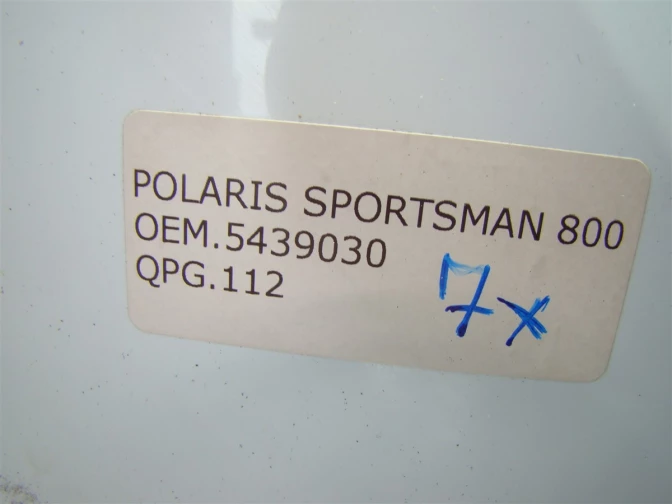 POLARIS SPORTSMAN 800
OEM.5439030
QPG.112
7x